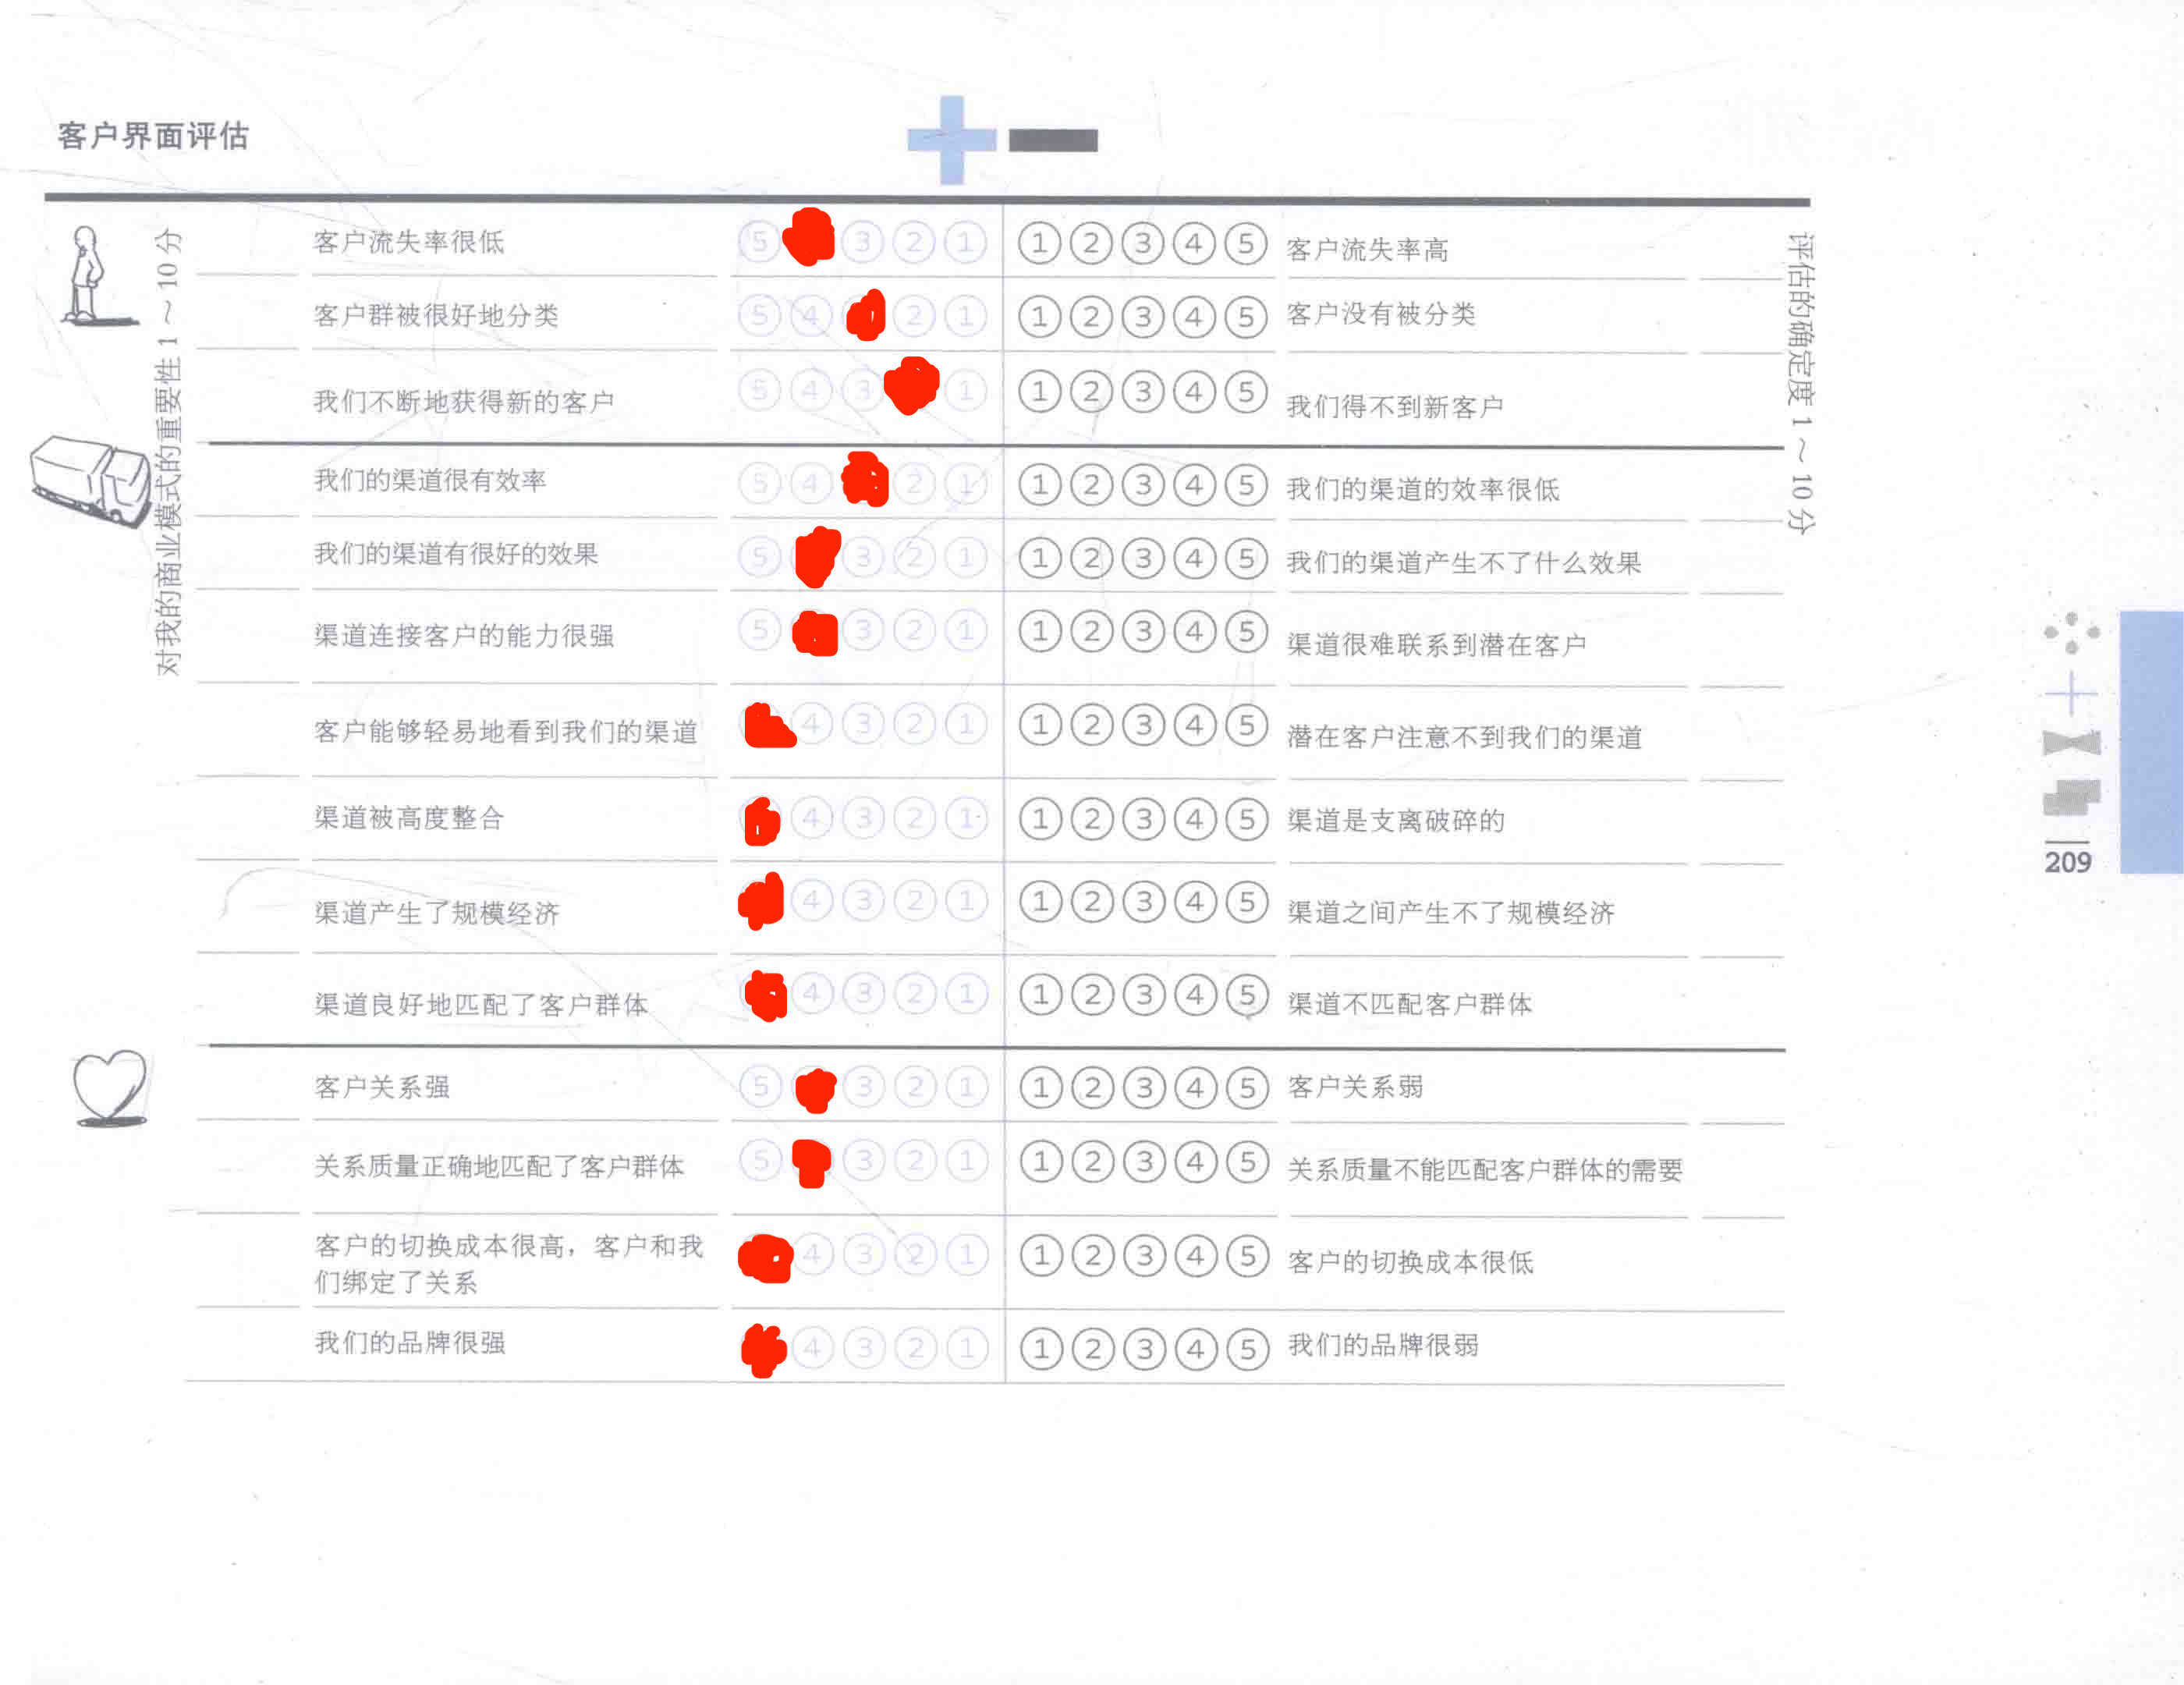 客户界面评估
对我的商业模式的重要性 1 ~ 10 分
评估的确定度 1 ~ 10 分
客户流失率很低 5 3 2 1 1 2 3 4 5 客户流失率高
客户群被很好地分类 5 4 2 1 1 2 3 4 5 客户没有被分类
我们不断地获得新的客户 5 4 3 1 1 2 3 4 5 我们得不到新客户
我们的渠道很有效率 5 4 2 1 1 2 3 4 5 我们的渠道的效率很低
我们的渠道有很好的效果 5 3 2 1 1 2 3 4 5 我们的渠道产生不了什么效果
渠道连接客户的能力很强 5 3 2 1 1 2 3 4 5 渠道很难联系到潜在客户
客户能够轻易地看到我们的渠道 4 3 2 1 1 2 3 4 5 潜在客户注意不到我们的渠道
渠道被高度整合 4 3 2 1 1 2 3 4 5 渠道是支离破碎的
渠道产生了规模经济 4 3 2 1 1 2 3 4 5 渠道之间产生不了规模经济
渠道良好地匹配了客户群体 4 3 2 1 1 2 3 4 5 渠道不匹配客户群体
客户关系强 5 3 2 1 1 2 3 4 5 客户关系弱
关系质量正确地匹配了客户群体 5 3 2 1 1 2 3 4 5 关系质量不能匹配客户群体的需要
客户的切换成本很高，客户和我
们绑定了关系 4 3 2 1 1 2 3 4 5 客户的切换成本很低
我们的品牌很强 4 3 2 1 1 2 3 4 5 我们的品牌很弱
209